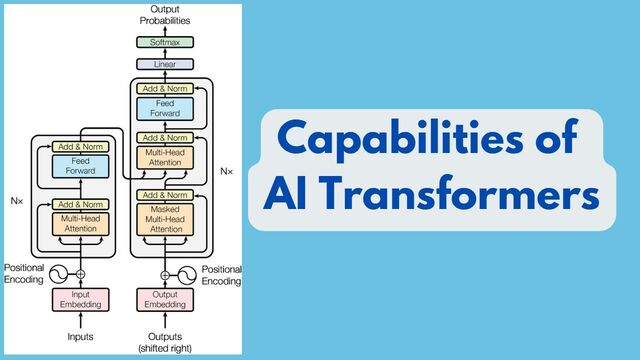 Output
Probabilities
Softmax
Linear
Add & Norm
Feed
Forward
Add & Norm
Multi-Head
Attention
Nx
Add & Norm
Masked
Multi-Head
Attention
Add & Norm
Feed
Forward
Nx
Add & Norm
Multi-Head
Attention
Positional
Encoding
Positional
Encoding
Input
Embedding
Output
Embedding
Inputs
Outputs
(shifted right)
Capabilities of
AI Transformers